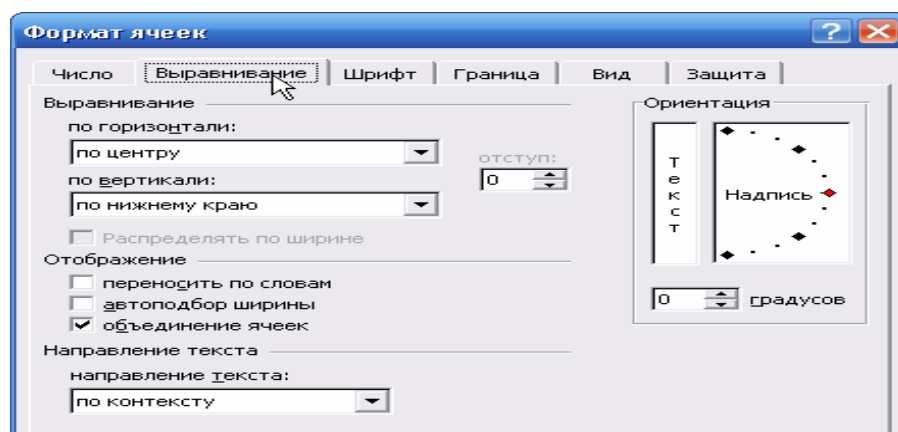 Формат ячеек
Число Выравнивание Шрифт Граница Вид Защита
Выравнивание
по горизонтали:
по центру
отступ:
0
по вертикали:
по нижнему краю
Распределять по ширине
Отображение
переносить по словам
автоподбор ширины
объединение ячеек
Направление текста
направление текста:
по контексту
Ориентация
Текст
Надпись
0 градусов